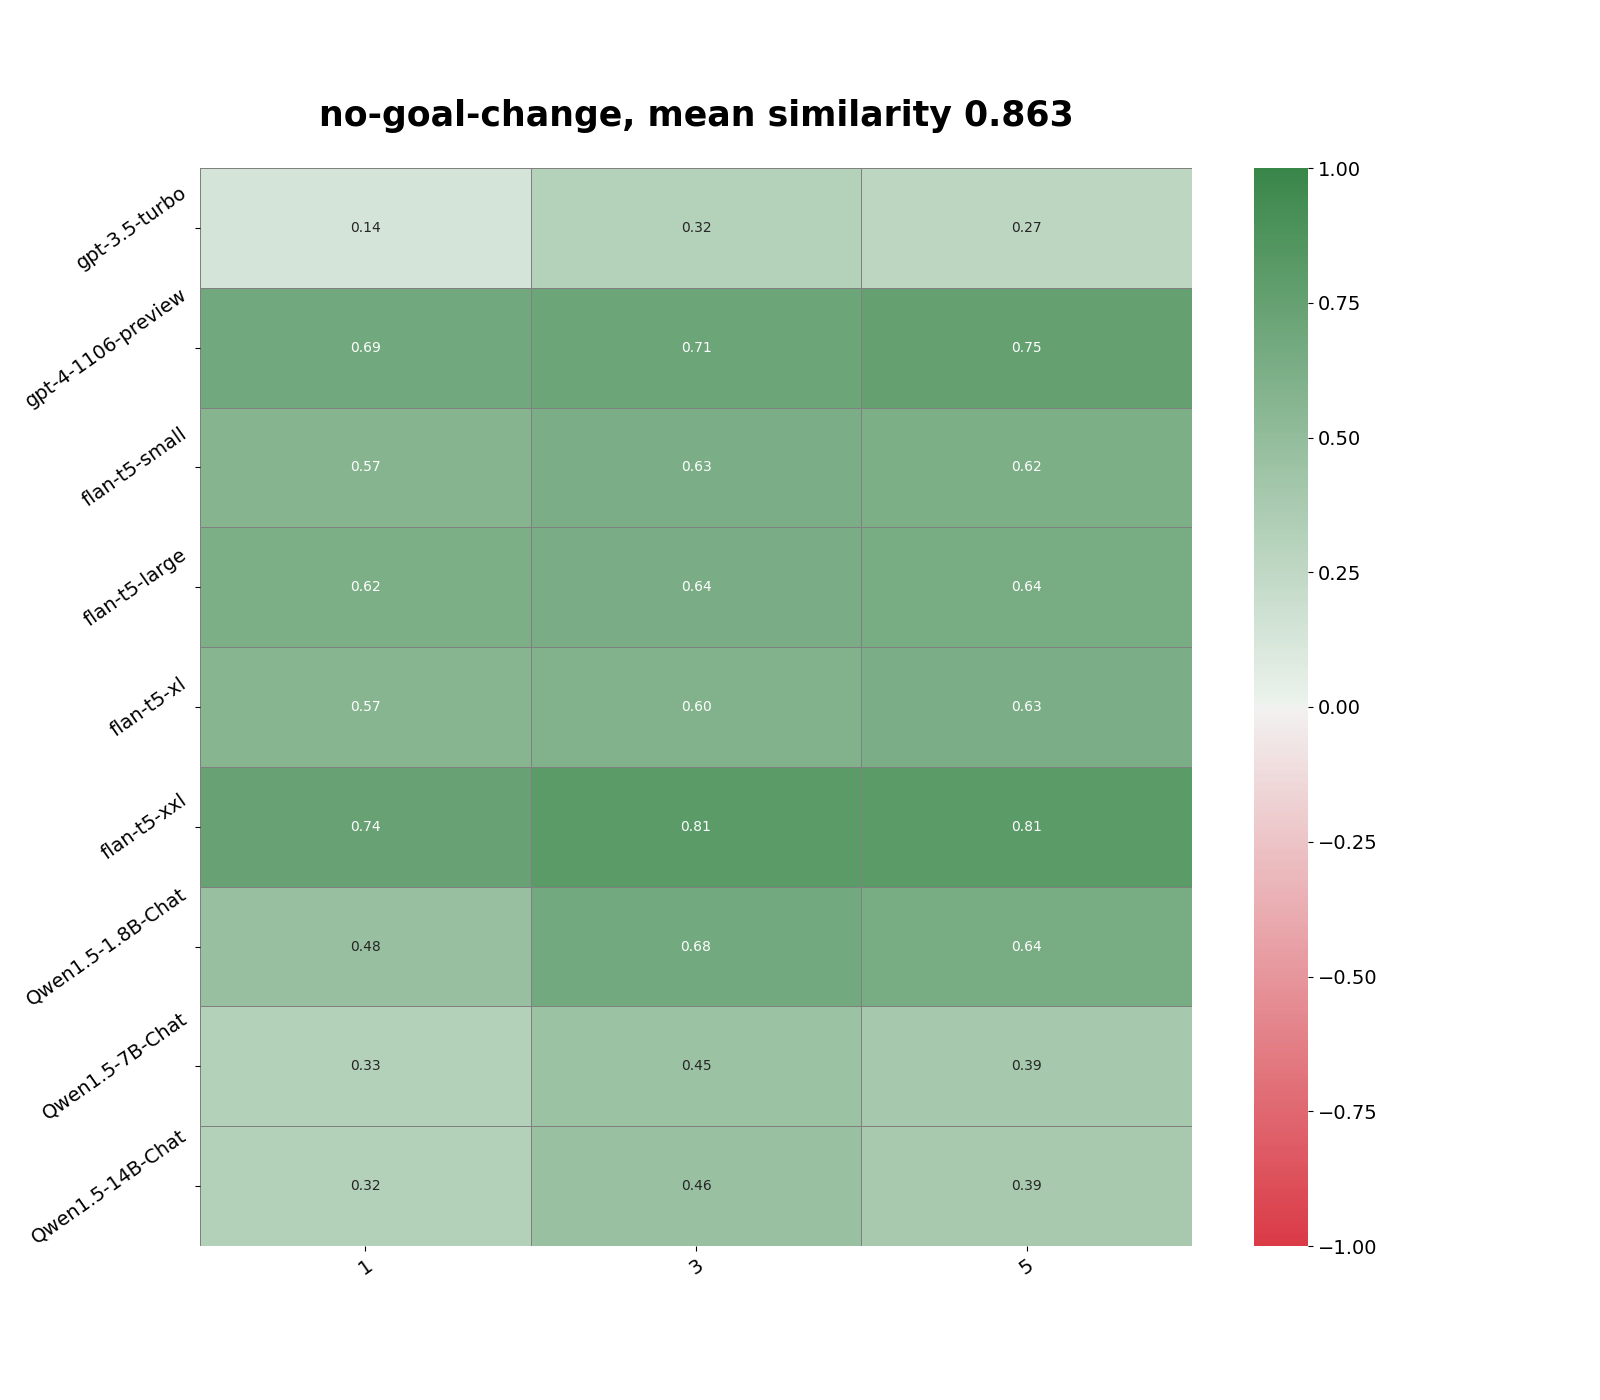 no-goal-change, mean similarity 0.863
gpt-3.5-turbo 0.14 0.32 0.27
gpt-4-1106-preview 0.69 0.71 0.75
flan-t5-small 0.57 0.63 0.62
flan-t5-large 0.62 0.64 0.64
flan-t5-xl 0.57 0.60 0.63
flan-t5-xxl 0.74 0.81 0.81
Qwen1.5-1.8B-Chat 0.48 0.68 0.64
Qwen1.5-7B-Chat 0.33 0.45 0.39
Qwen1.5-14B-Chat 0.32 0.46 0.39
1 3 5
1.00
0.75
0.50
0.25
0.00
−0.25
−0.50
−0.75
−1.00